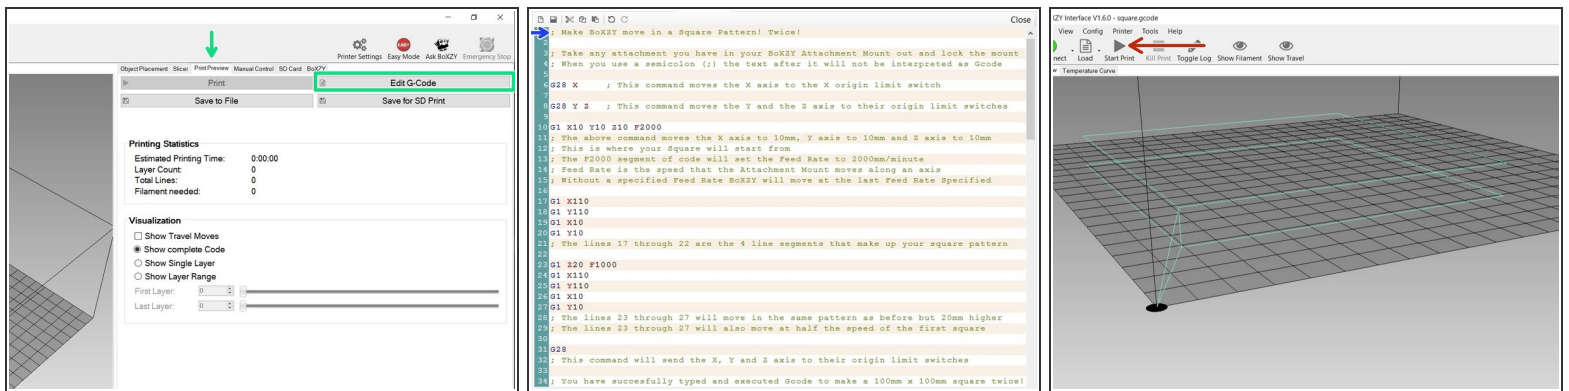 Printer Settings Easy Mode Ask BoXZY Emergency Stop
EASY
Object Placement Slicer Print Preview Manual Control SD Card BoXZY
Print
Edit G-Code
Save to File
Save for SD Print
Printing Statistics
Estimated Printing Time: 0:00:00
Layer Count: 0
Total Lines: 0
Filament needed: 0
Visualization
Show Travel Moves
Show complete Code
Show Single Layer
Show Layer Range
First Layer: 0
Last Layer: 0
Close
; Make BoXZY move in a Square Pattern! Twice!
2
3 ; Take any attachment you have in your BoXZY Attachment Mount out and lock the mount
4 ; When you use a semicolon (;) the text after it will not be interpreted as Gcode
5
6 G28 X ; This command moves the X axis to the X origin limit switch
7
8 G28 Y Z ; This command moves the Y and the Z axis to their origin limit switches
9
10 G1 X10 Y10 Z10 F2000
11 ; The above command moves the X axis to 10mm, Y axis to 10mm and Z axis to 10mm
12 ; This is where your Square will start from
13 ; The F2000 segment of code will set the Feed Rate to 2000mm/minute
14 ; Feed Rate is the speed that the Attachment Mount moves along an axis
15 ; Without a specified Feed Rate BoXZY will move at the last Feed Rate Specified
16
17 G1 X110
18 G1 Y110
19 G1 X10
20 G1 Y10
21 ; The lines 17 through 22 are the 4 line segments that make up your square pattern
22
23 G1 Z20 F1000
24 G1 X110
25 G1 Y110
26 G1 X10
27 G1 Y10
28 ; The lines 23 through 27 will move in the same pattern as before but 20mm higher
29 ; The lines 23 through 27 will also move at half the speed of the first square
30
31 G28
32 ; This command will send the X, Y and Z axis to their origin limit switches
33
34 ; You have succesfully typed and executed Gcode to make a 100mm x 100mm square twice!
XZY Interface V1.6.0 - square.gcode
View Config Printer Tools Help
nect Load Start Print Kill Print Toggle Log Show Filament Show Travel
w Temperature Curve